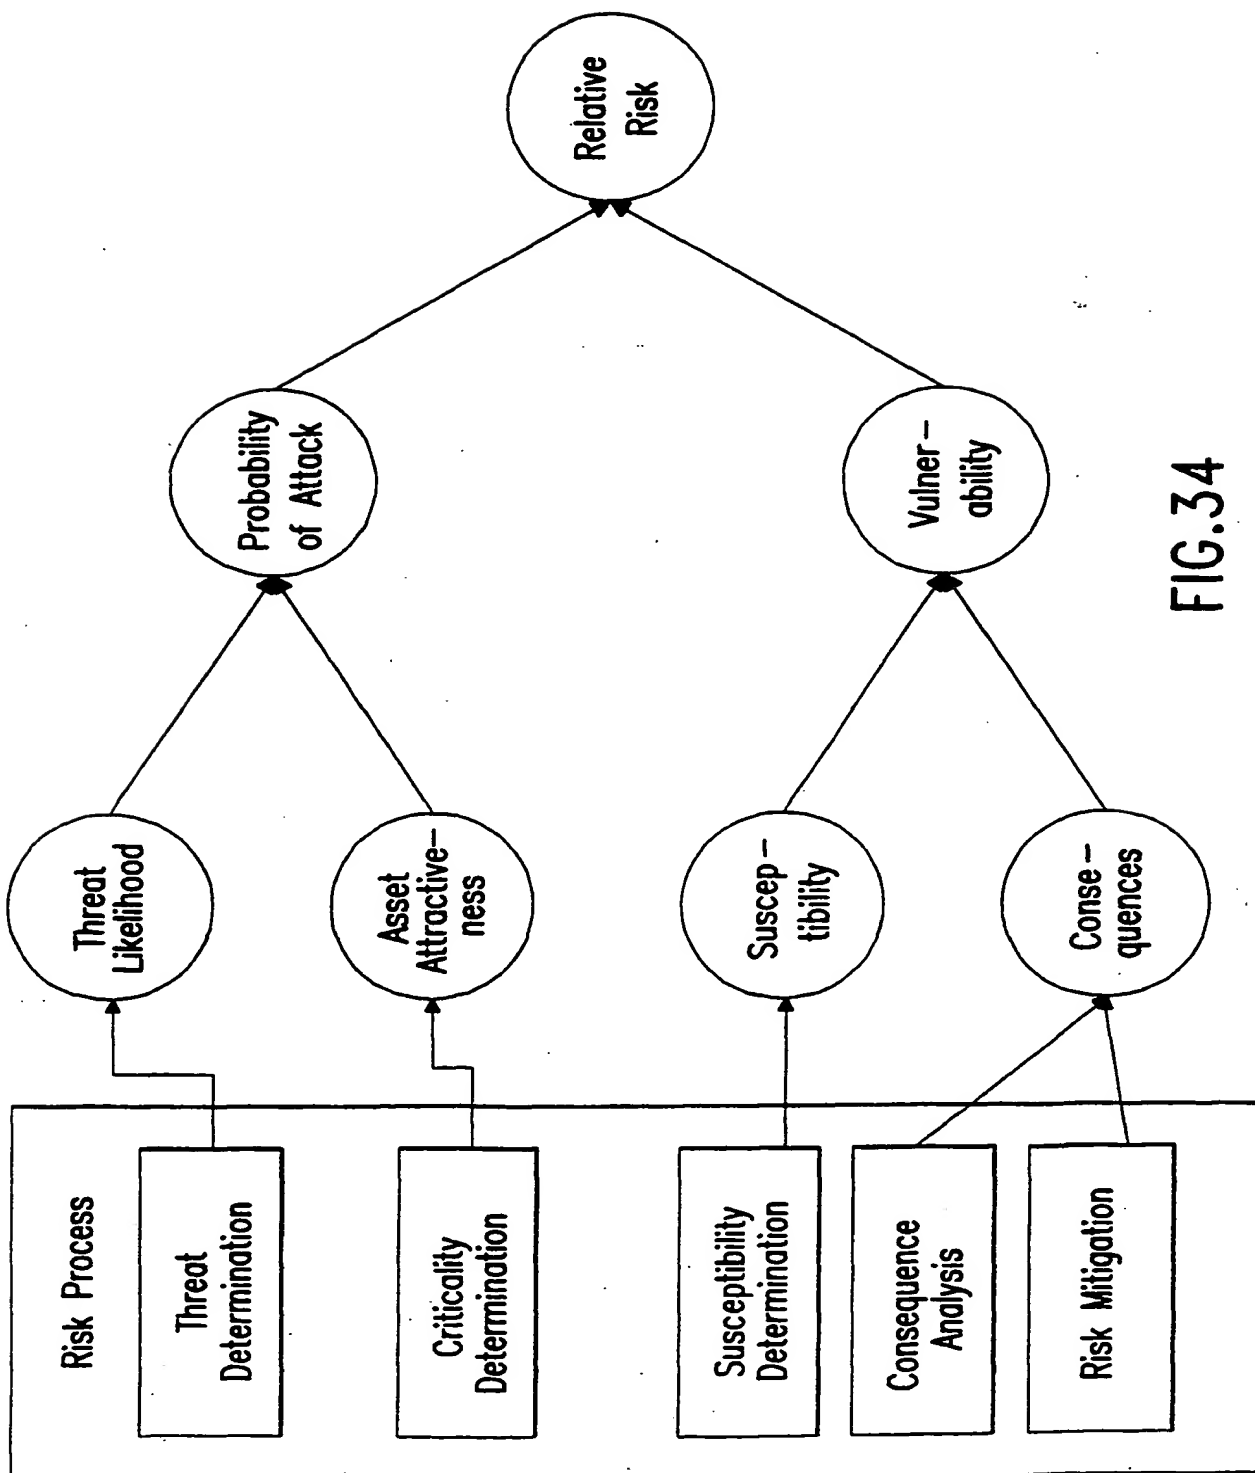 Risk Process
Threat
Determination
Criticality
Determination
Susceptibility
Determination
Consequence
Analysis
Risk Mitigation
Threat
Likelihood
Asset
Attractive-
ness
Suscep-
tibility
Conse-
quences
Probability
of Attack
Vulner-
ability
Relative
Risk
FIG.34